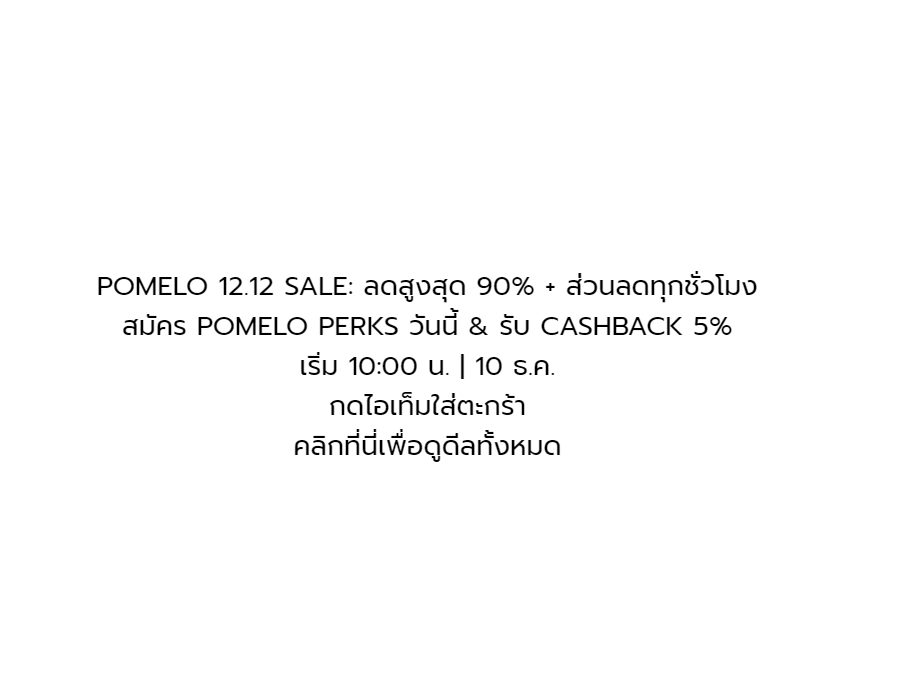 POMELO 12.12 SALE: ลดสูงสุด 90% + ส่วนลดทุกชั่วโมง
สมัคร POMELO PERKS วันนี้ & รับ CASHBACK 5%
เริ่ม 10:00 น. | 10 ธ.ค.
กดไอเท็มใส่ตะกร้า
คลิกที่นี่เพื่อดูดีลทั้งหมด